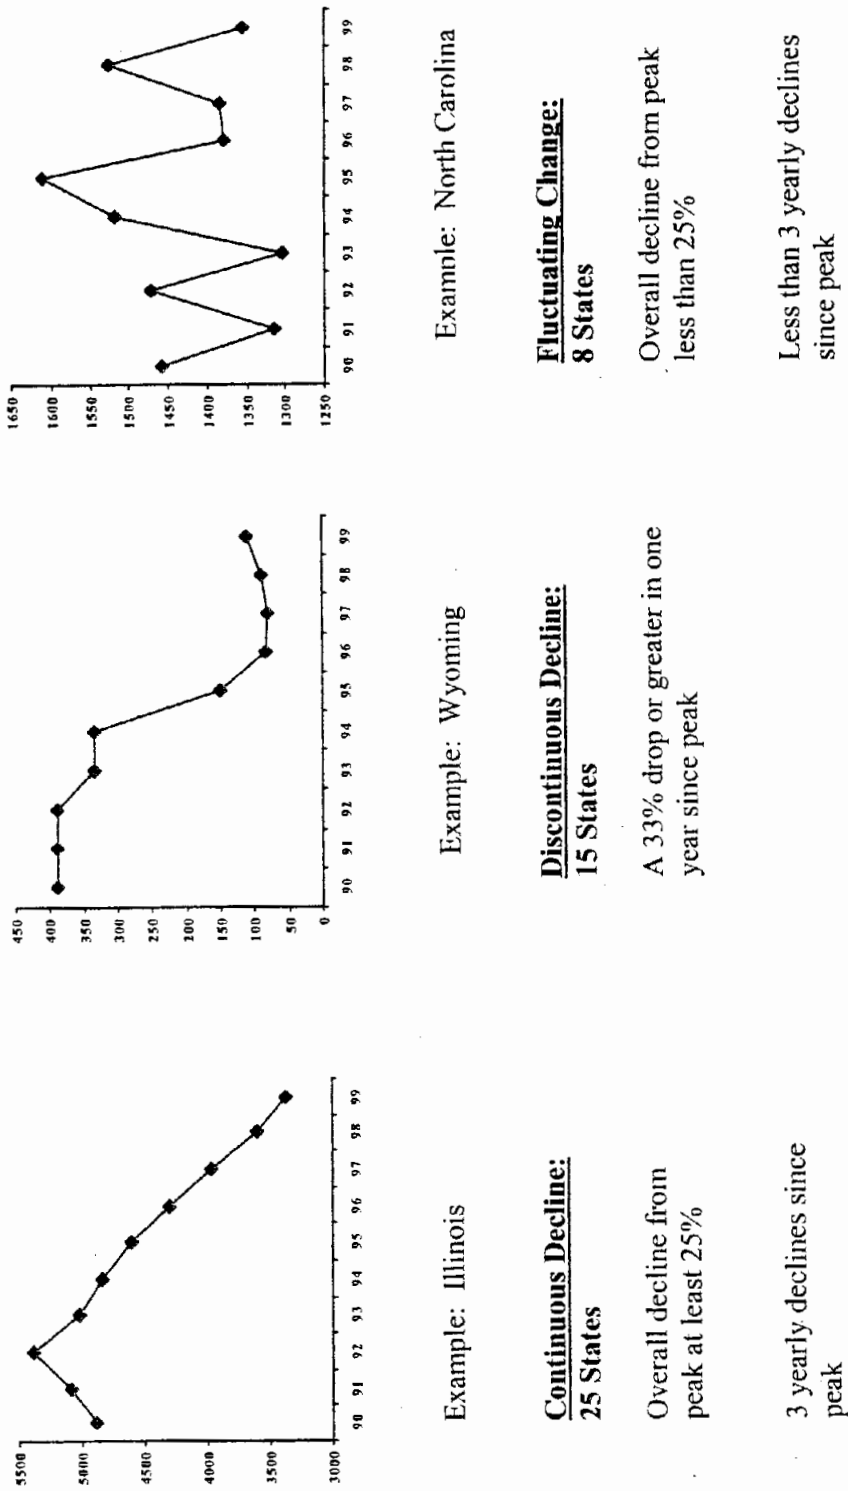 5500
5000
4500
4000
3500
3000
90 91 92 93 94 95 96 97 98 99
Example: Illinois
Continuous Decline:
25 States
Overall decline from
peak at least 25%
3 yearly declines since
peak
450
400
350
300
250
200
150
100
50
0
90 91 92 93 94 95 96 97 98 99
Example: Wyoming
Discontinuous Decline:
15 States
A 33% drop or greater in one
year since peak
1650
1600
1550
1500
1450
1400
1350
1300
1250
90 91 92 93 94 95 96 97 98 99
Example: North Carolina
Fluctuating Change:
8 States
Overall decline from peak
less than 25%
Less than 3 yearly declines
since peak